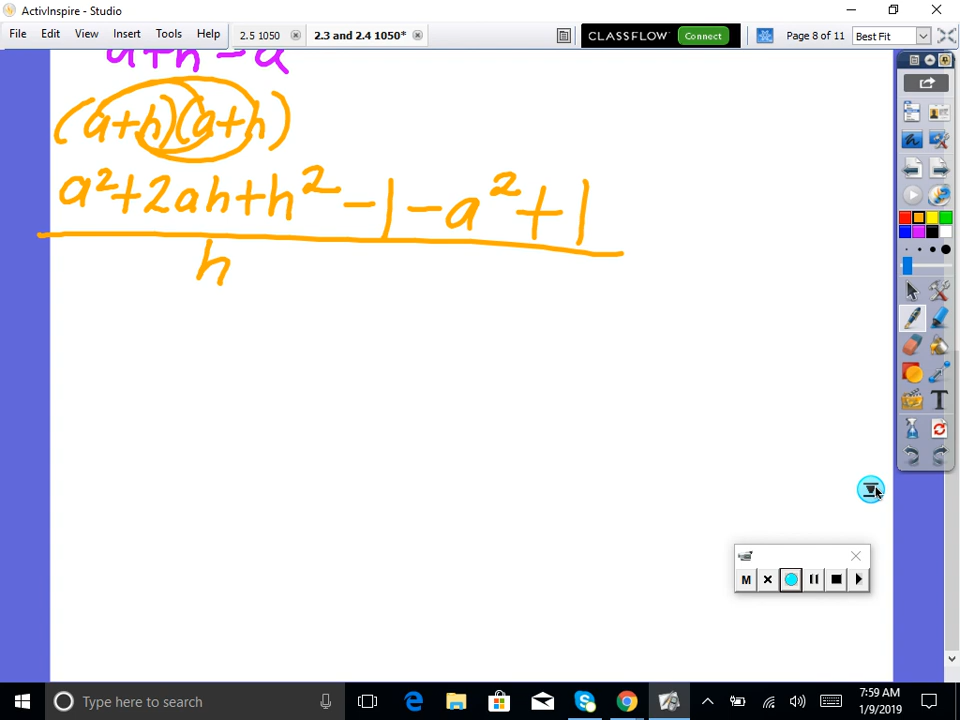 ActivInspire - Studio
File Edit View Insert Tools Help 2.5 1050 2.3 and 2.4 1050* CLASSFLOW Connect Page 8 of 11 Best Fit
a+h - a
(a+h)(a+h)
a²+2ah+h² -1-a²+1
h
T
M
Type here to search
7:59 AM
1/9/2019